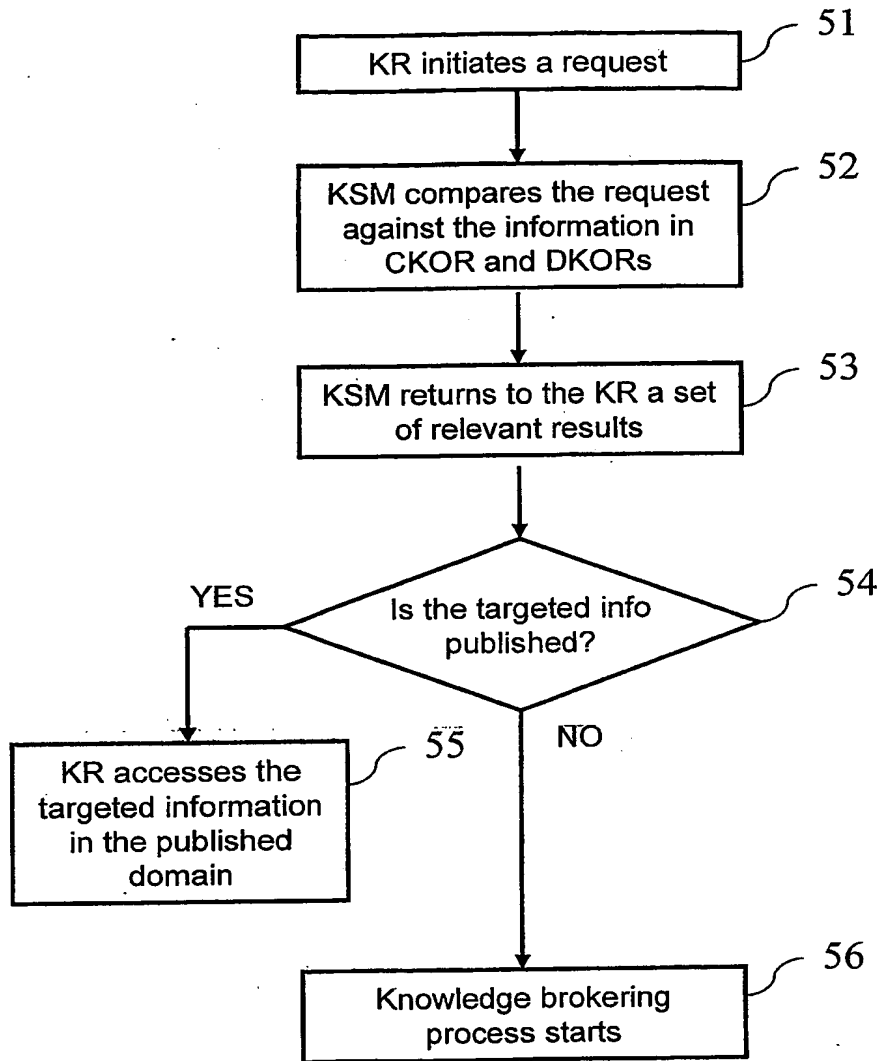 51
KR initiates a request
52
KSM compares the request
against the information in
CKOR and DKORs
53
KSM returns to the KR a set
of relevant results
54
YES
Is the targeted info
published?
55
NO
KR accesses the
targeted information
in the published
domain
56
Knowledge brokering
process starts